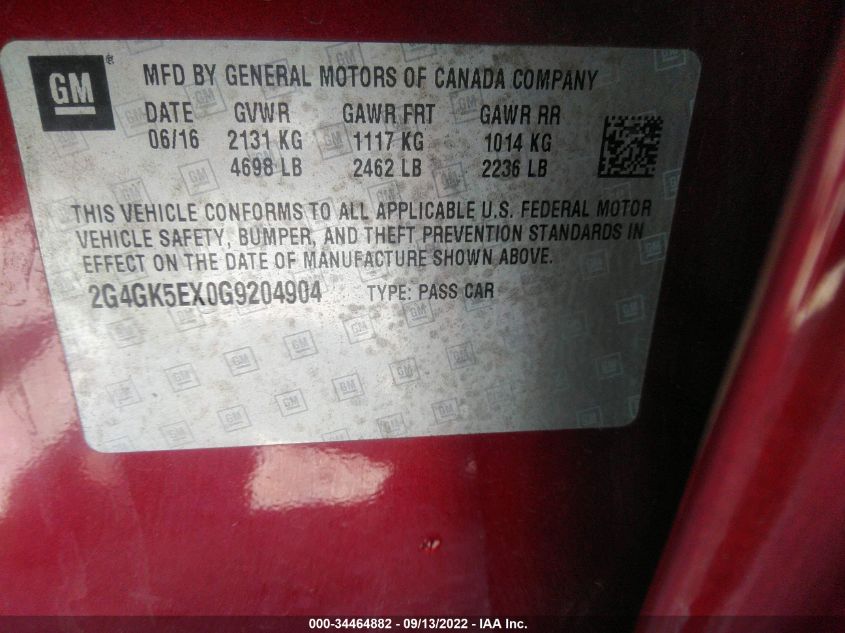 GM ® MFD BY GENERAL MOTORS OF CANADA COMPANY
DATE GVWR GAWR FRT GAWR RR
06/16 2131 KG 1117 KG 1014 KG
4698 LB 2462 LB 2236 LB
THIS VEHICLE CONFORMS TO ALL APPLICABLE U.S. FEDERAL MOTOR
VEHICLE SAFETY, BUMPER, AND THEFT PREVENTION STANDARDS IN
EFFECT ON THE DATE OF MANUFACTURE SHOWN ABOVE.
2G4GK5EX0G9204904 TYPE: PASS CAR
000-34464882 - 09/13/2022 - IAA Inc.